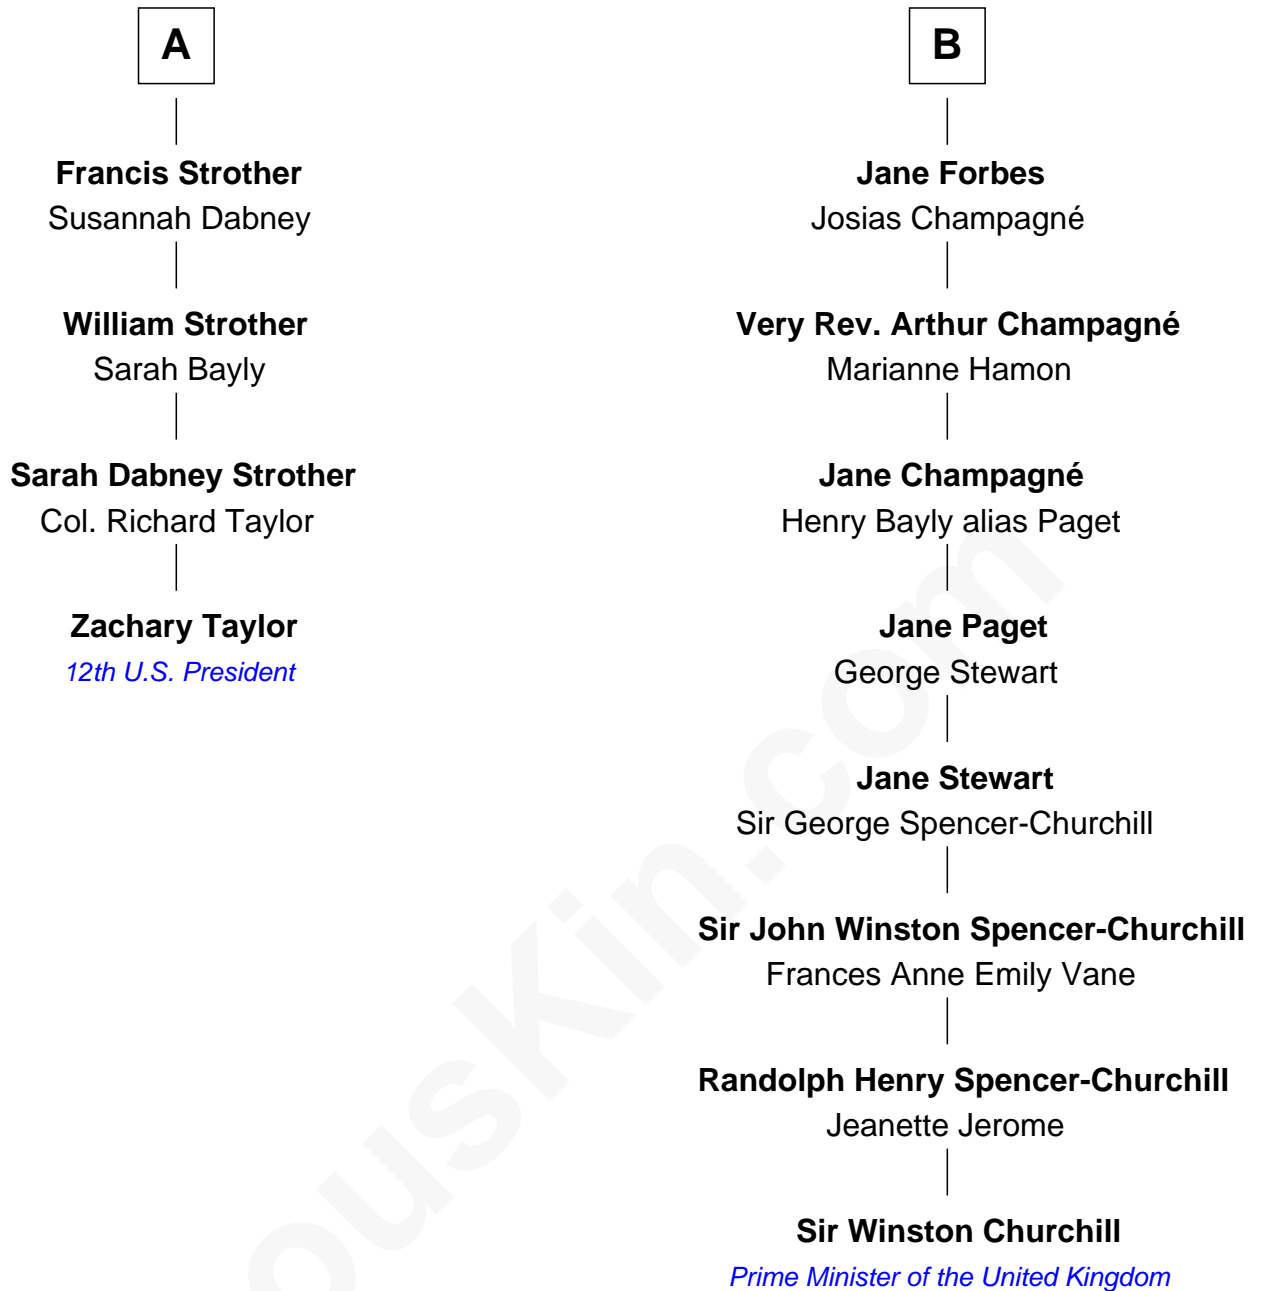 A
Francis Strother
Susannah Dabney
William Strother
Sarah Bayly
Sarah Dabney Strother
Col. Richard Taylor
Zachary Taylor
12th U.S. President
B
Jane Forbes
Josias Champagné
Very Rev. Arthur Champagné
Marianne Hamon
Jane Champagné
Henry Bayly alias Paget
Jane Paget
George Stewart
Jane Stewart
Sir George Spencer-Churchill
Sir John Winston Spencer-Churchill
Frances Anne Emily Vane
Randolph Henry Spencer-Churchill
Jeanette Jerome
Sir Winston Churchill
Prime Minister of the United Kingdom
ousKin.com